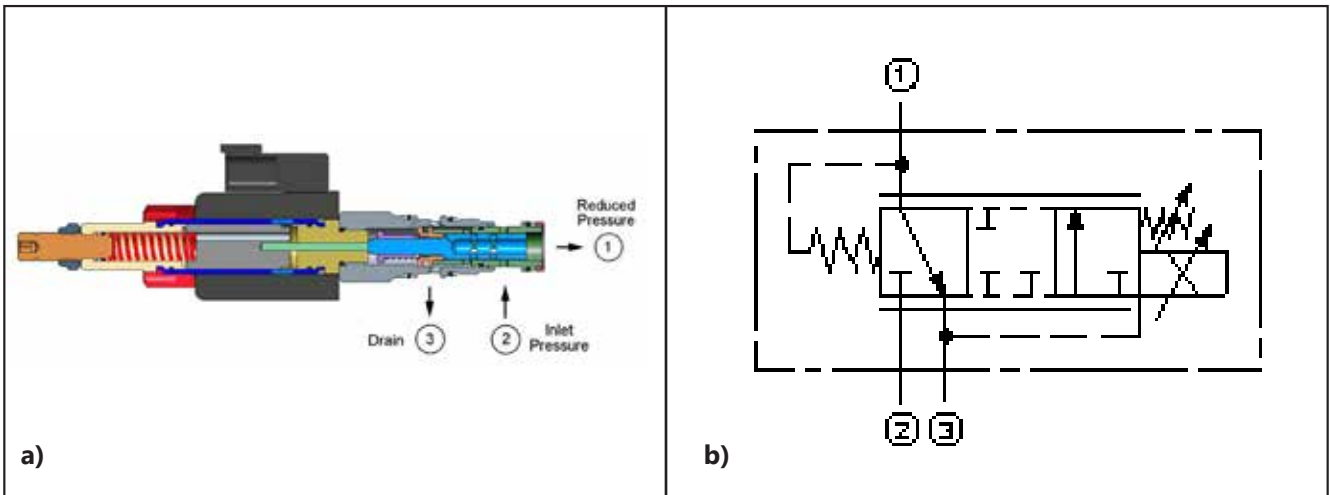 Reduced
Pressure
①
Drain ③
② Inlet
Pressure
a)
①
② ③
b)